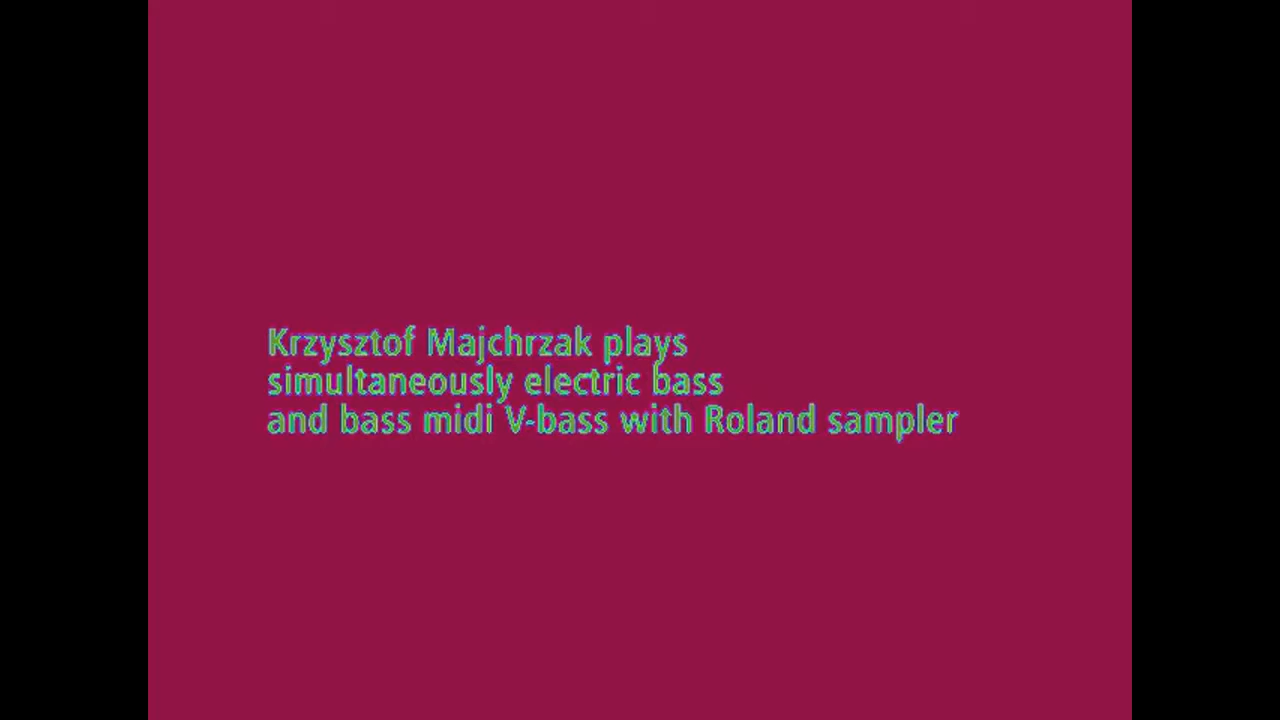 Krzysztof Majchrzak plays
simultaneously electric bass
and bass midi V-bass with Roland sampler